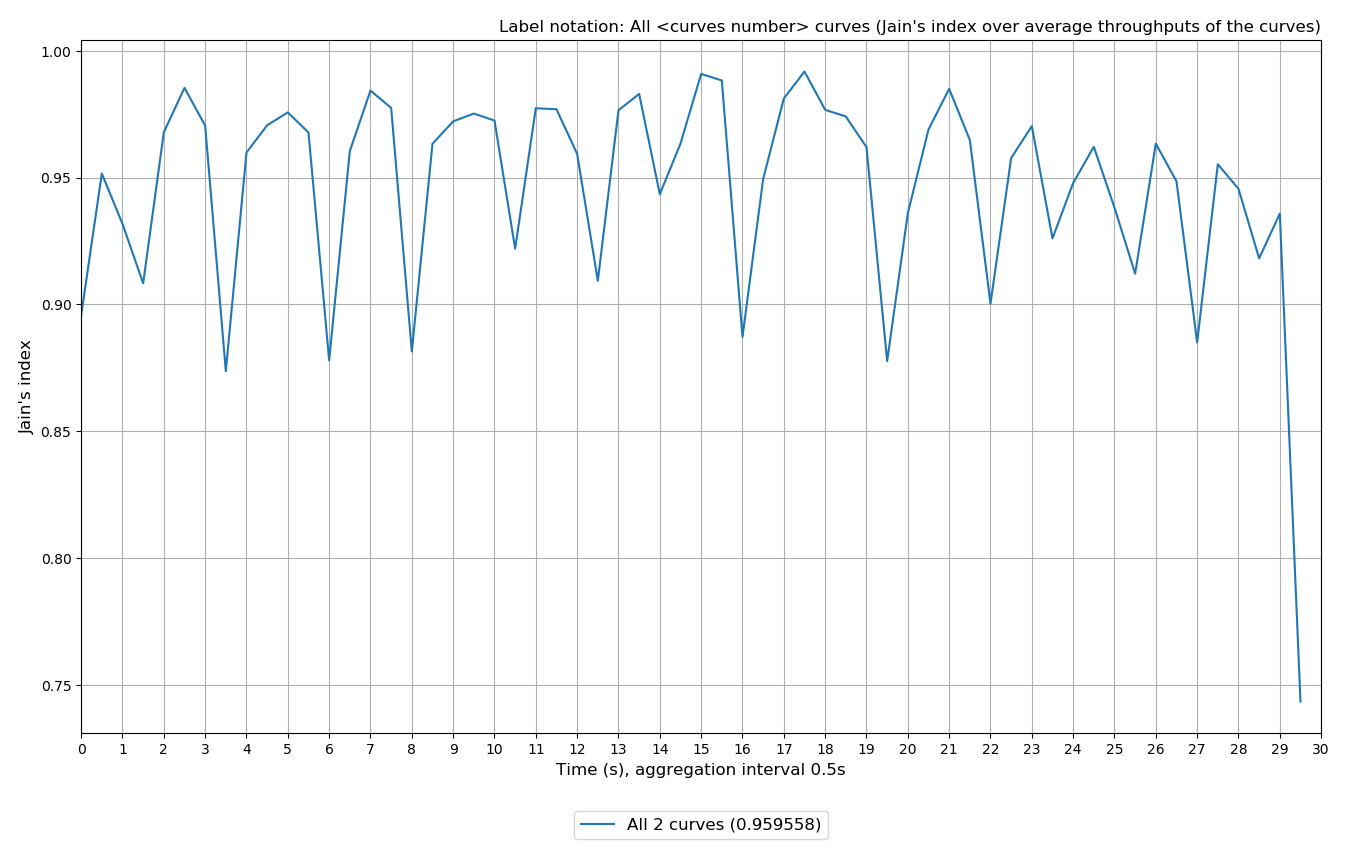 Label notation: All <curves number> curves (Jain's index over average throughputs of the curves)
1.00
0.95
0.90
0.85
0.80
0.75
Jain's index
0 1 2 3 4 5 6 7 8 9 10 11 12 13 14 15 16 17 18 19 20 21 22 23 24 25 26 27 28 29 30
Time (s), aggregation interval 0.5s
All 2 curves (0.959558)